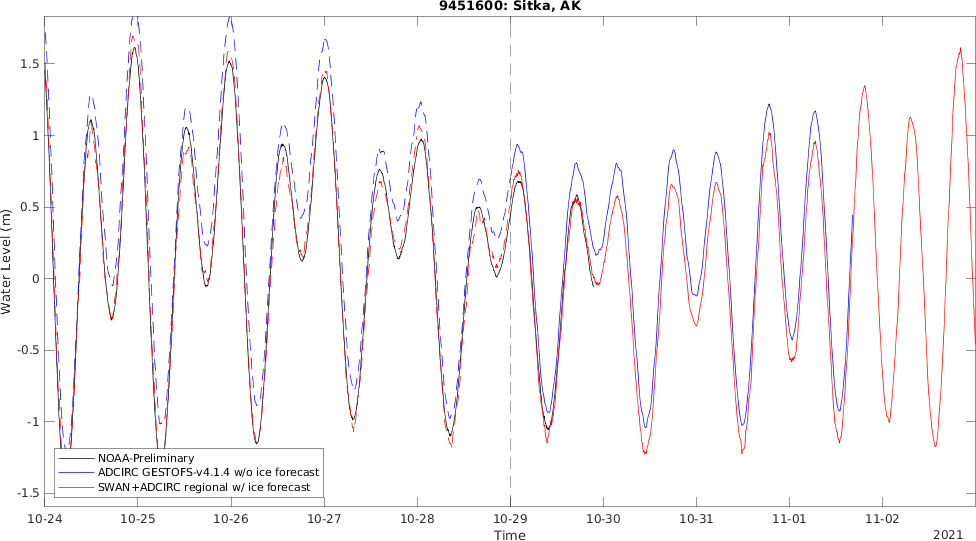 9451600: Sitka, AK
Water Level (m)
1.5
1
0.5
0
-0.5
-1
-1.5
NOAA-Preliminary
ADCIRC GESTOFS-v4.1.4 w/o ice forecast
SWAN+ADCIRC regional w/ ice forecast
10-24 10-25 10-26 10-27 10-28 10-29 10-30 10-31 11-01 11-02
Time
2021